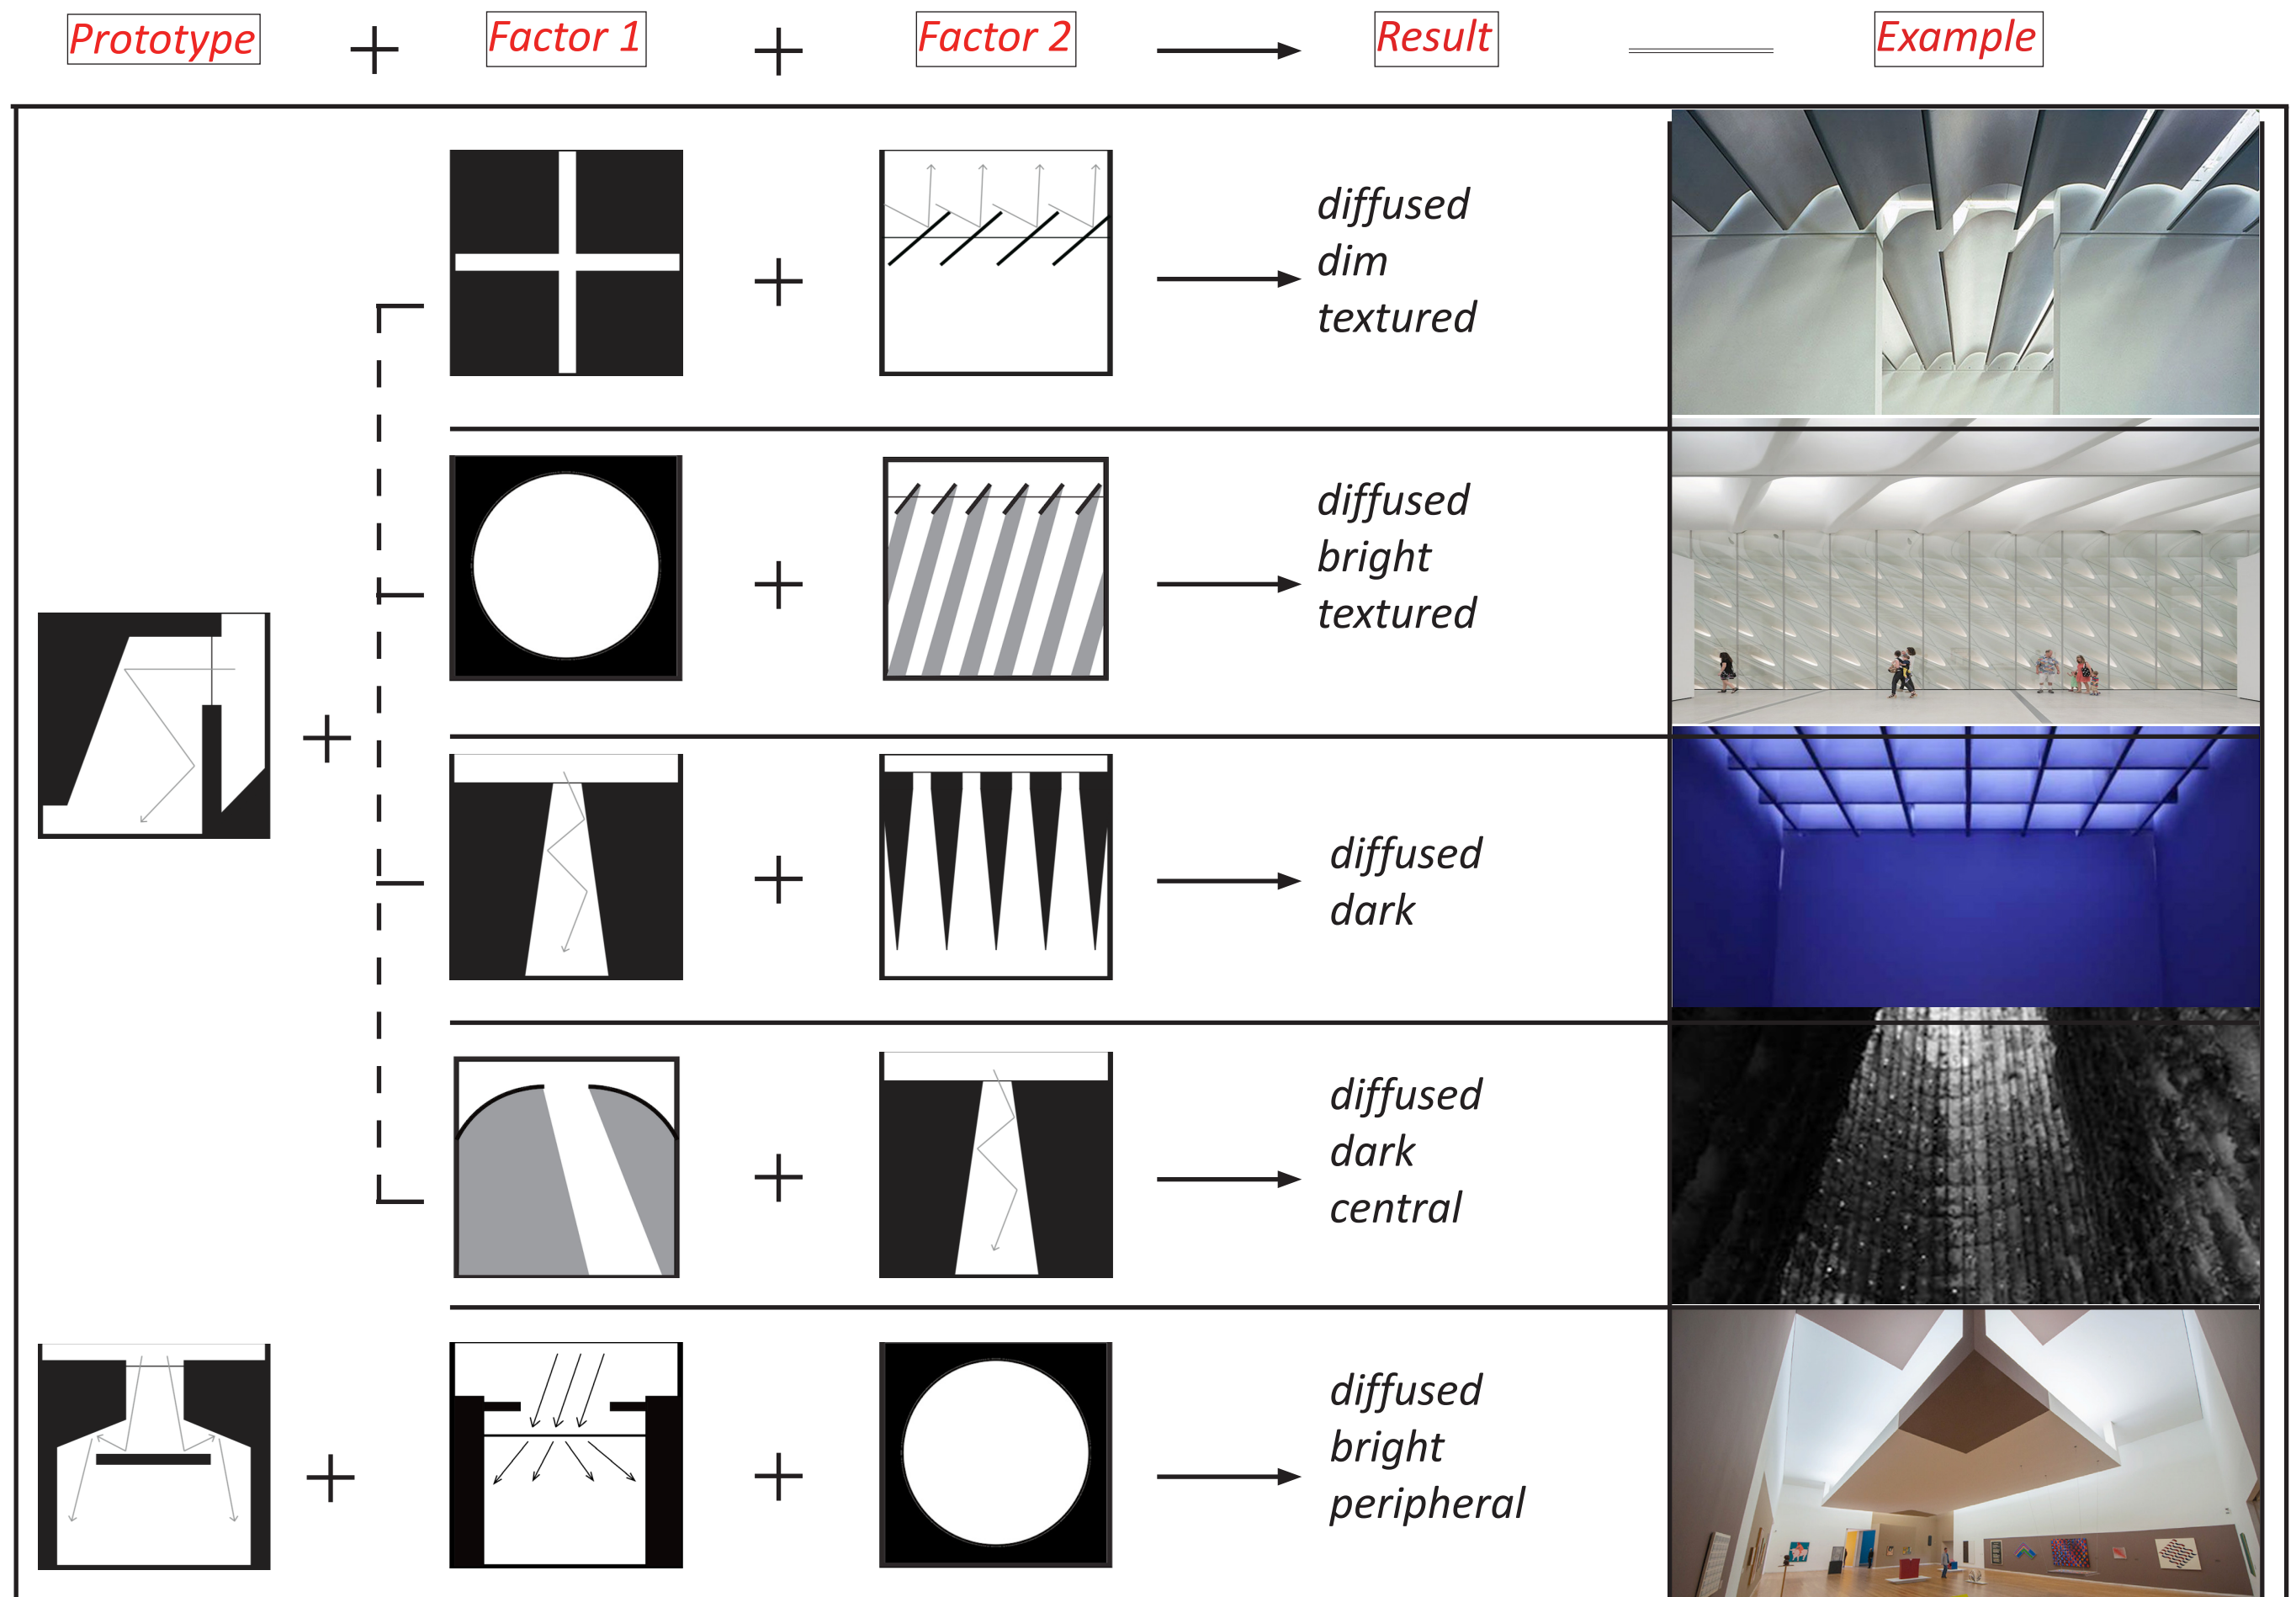 Prototype + Factor 1 + Factor 2 Result Example
diffused
dim
textured
diffused
bright
textured
diffused
dark
diffused
dark
central
diffused
bright
peripheral